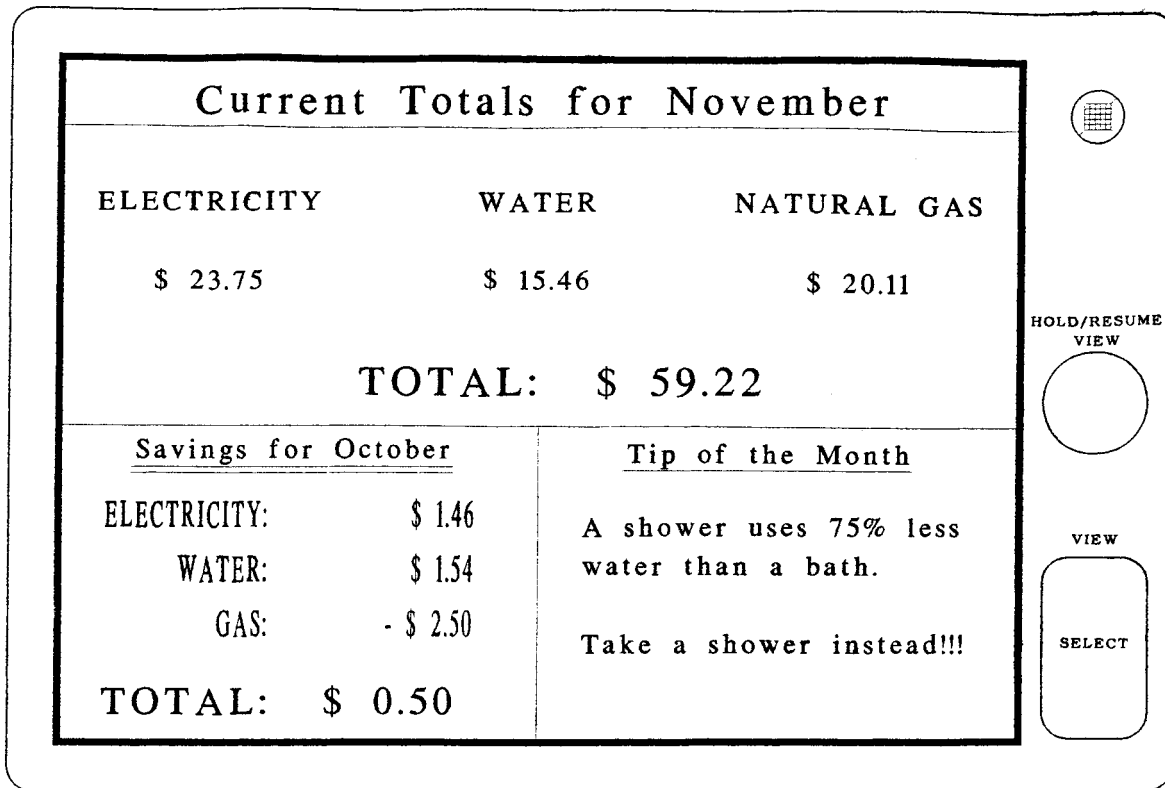 Current Totals for November
ELECTRICITY WATER NATURAL GAS
$ 23.75 $ 15.46 $ 20.11
TOTAL: $ 59.22
Savings for October
ELECTRICITY: $ 1.46
WATER: $ 1.54
GAS: - $ 2.50
TOTAL: $ 0.50
Tip of the Month
A shower uses 75% less
water than a bath.
Take a shower instead!!!
HOLD/RESUME
VIEW
VIEW
SELECT